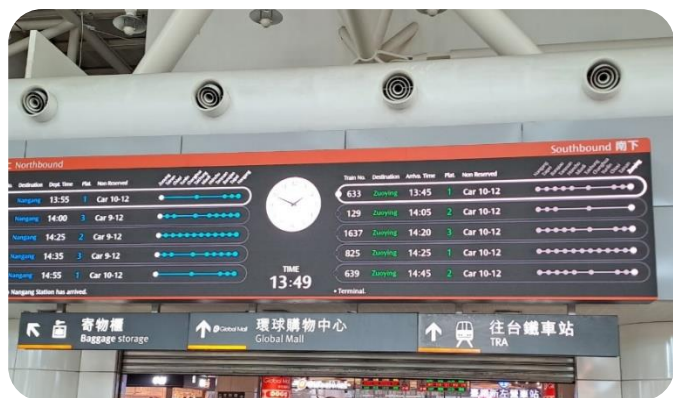 Northbound
Southbound 南下
Destination Dept. Time Plat. Non Reserved
Train No. Destination Arriva. Time Plat. Non Reserved
Nangang 13:55 1 Car 10-12
Nangang 14:00 3 Car 9-12
Nangang 14:25 2 Car 9-12
Nangang 14:35 3 Car 9-12
Nangang 14:55 1 Car 10-12
Nangang Station has arrived.
TIME
13:49
633 Zuoying 13:45 1 Car 10-12
129 Zuoying 14:05 2 Car 10-12
1637 Zuoying 14:20 3 Car 10-12
825 Zuoying 14:25 1 Car 10-12
639 Zuoying 14:45 2 Car 10-12
Terminal.
寄物櫃
Baggage storage
Global Mall
環球購物中心
Global Mall
往台鐵車站
TRA